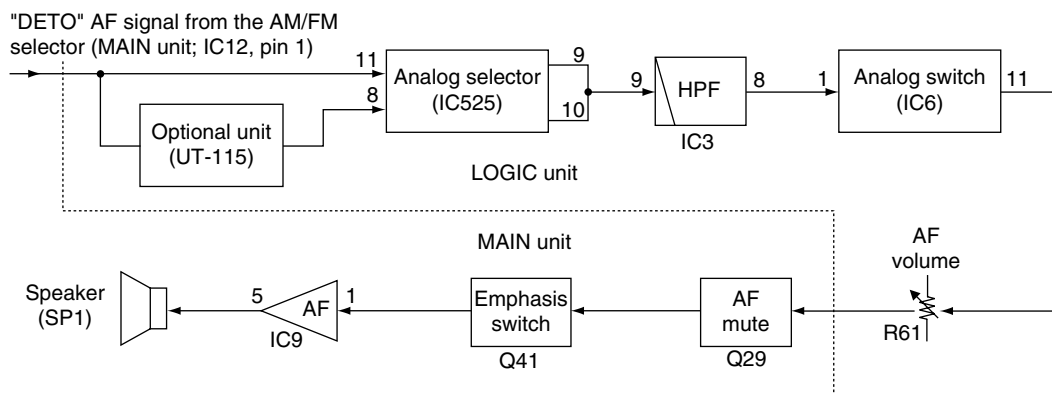 "DETO" AF signal from the AM/FM
selector (MAIN unit; IC12, pin 1)
11
8
Analog selector
(IC525)
9
10
9
HPF
8
IC3
1
Analog switch
(IC6)
11
Optional unit
(UT-115)
LOGIC unit
MAIN unit
Speaker
(SP1)
5
AF
1
IC9
Emphasis
switch
Q41
AF
mute
Q29
AF
volume
R61